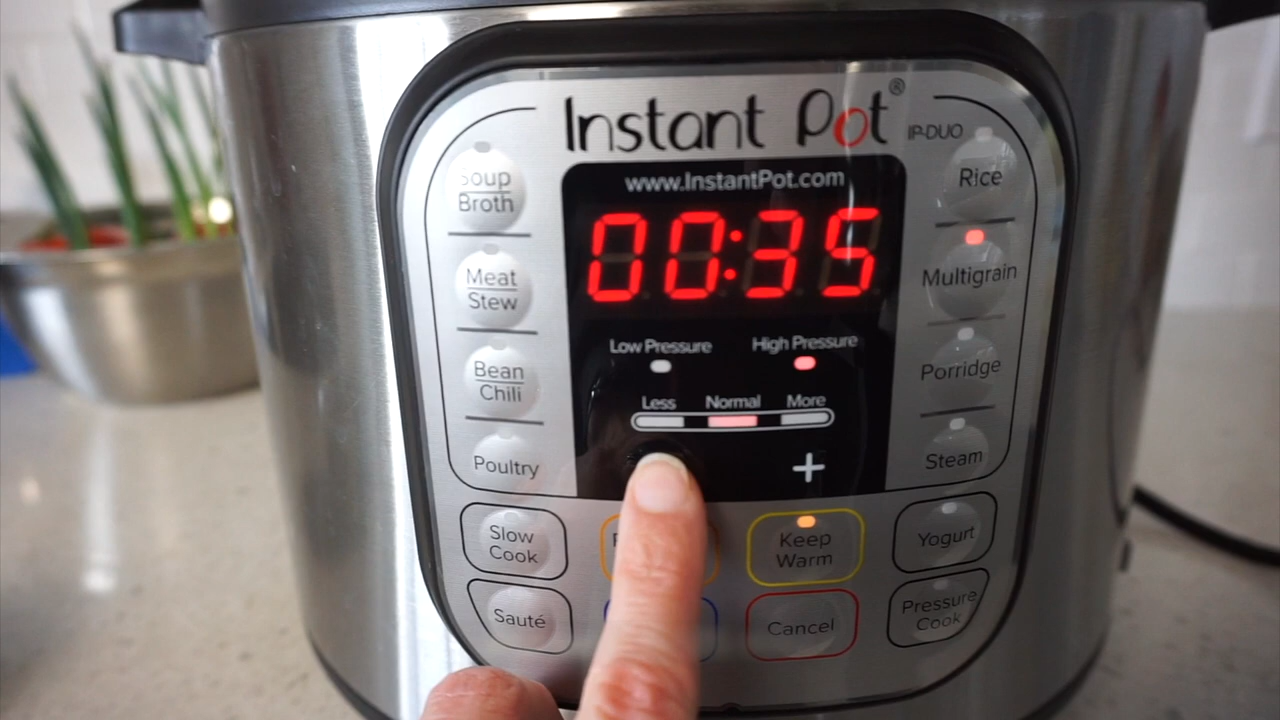 Instant Pot® IP-DUO
www.InstantPot.com
00:35
Low Pressure High Pressure
Less Normal More
+
Soup
Broth
Meat
Stew
Bean
Chili
Poultry
Rice
Multigrain
Porridge
Steam
Slow
Cook
Keep
Warm
Yogurt
Sauté
Cancel
Pressure
Cook